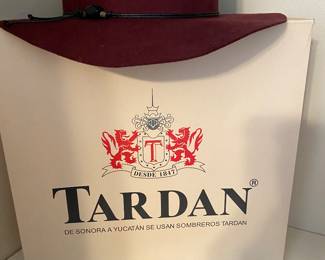 T
DESDE 1847
TARDAN®
DE SONORA A YUCATÁN SE USAN SOMBREROS TARDAN